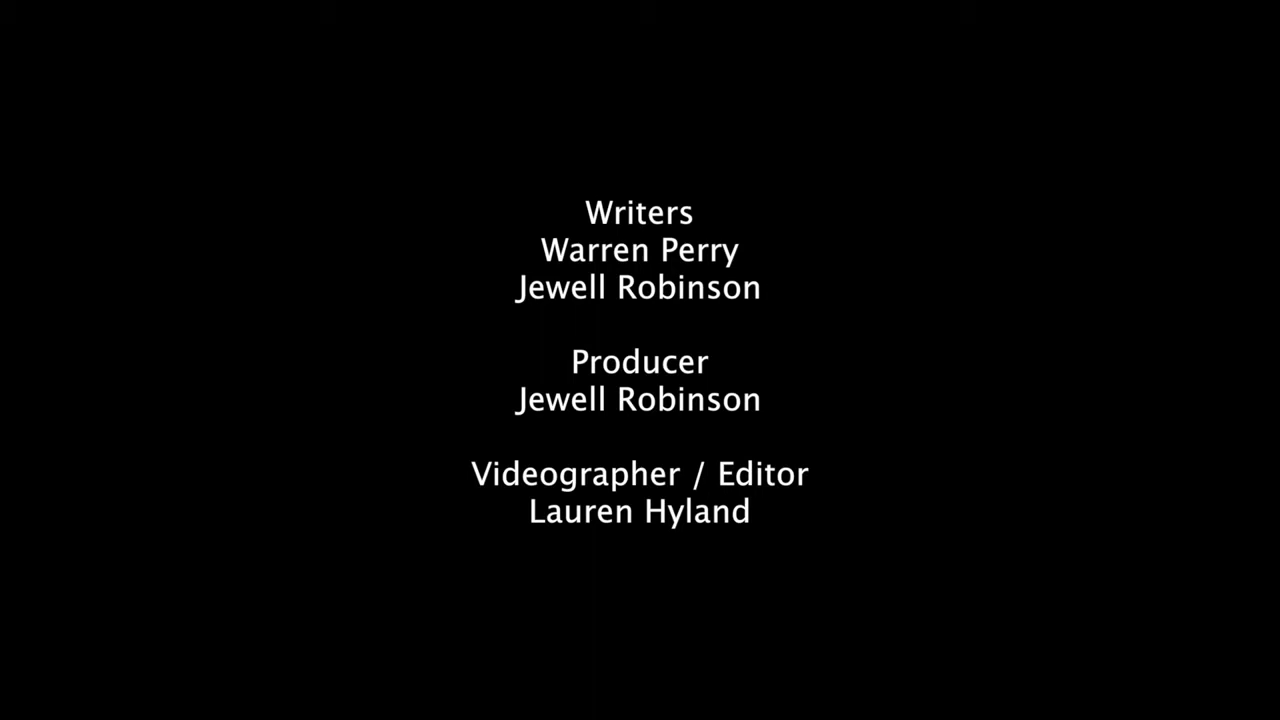 Writers
Warren Perry
Jewell Robinson
Producer
Jewell Robinson
Videographer / Editor
Lauren Hyland